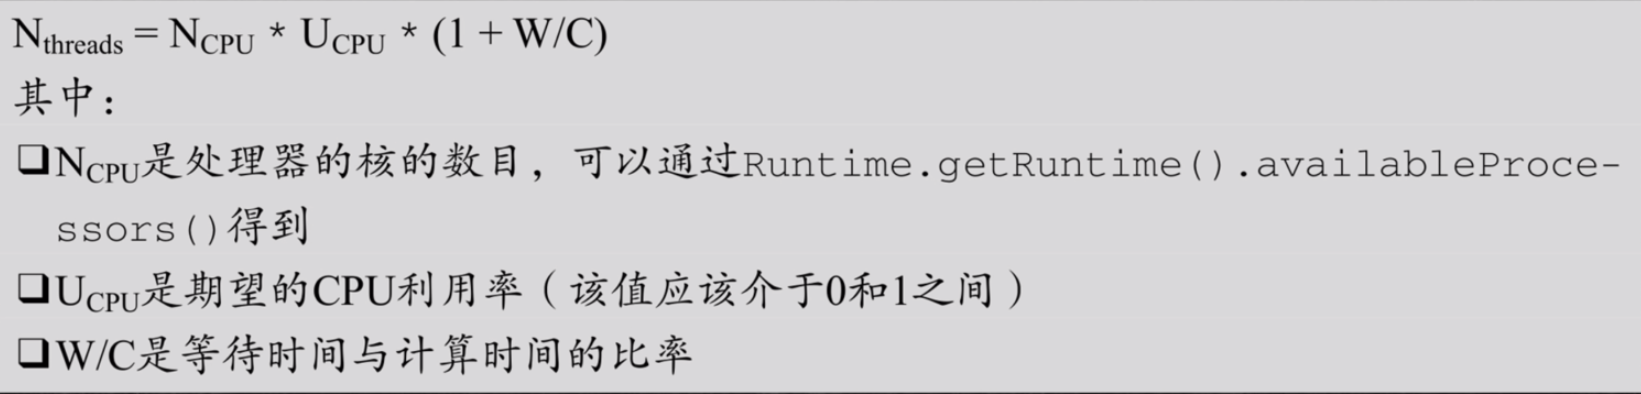 Nthreads = NCPU * UCPU * (1 + W/C)
其中：
❑NCPU是处理器的核的数目，可以通过Runtime.getRuntime().availableProce-
ssors()得到
❑UCPU是期望的CPU利用率（该值应该介于0和1之间）
❑W/C是等待时间与计算时间的比率